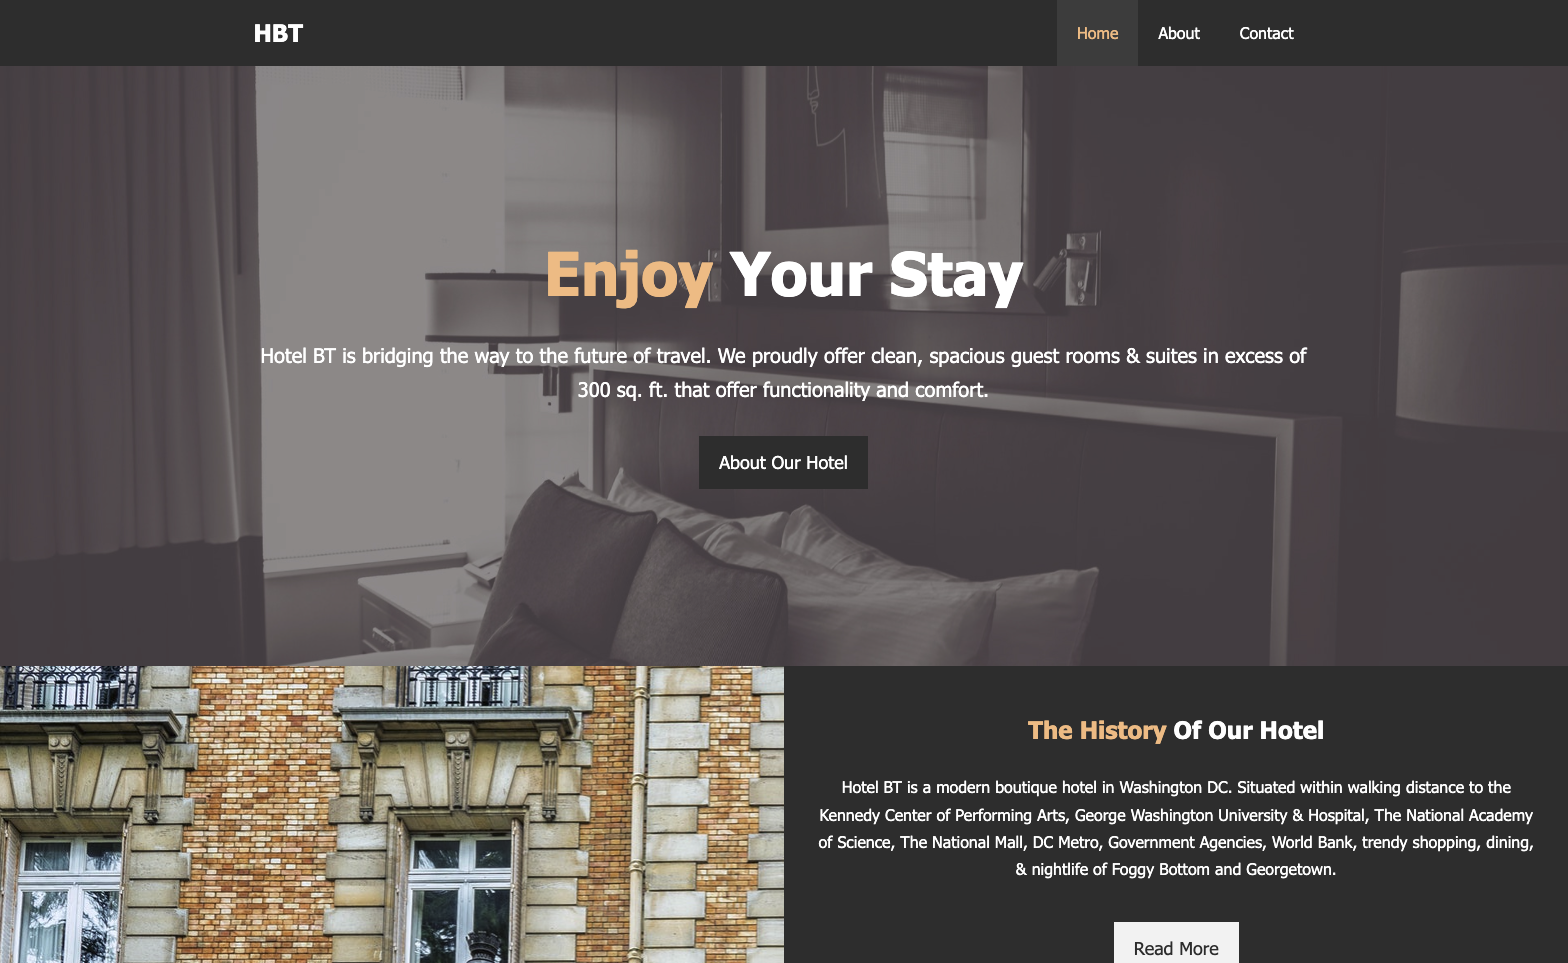 HBT
Home
About
Contact
Enjoy Your Stay
Hotel BT is bridging the way to the future of travel. We proudly offer clean, spacious guest rooms & suites in excess of
300 sq. ft. that offer functionality and comfort.
About Our Hotel
The History Of Our Hotel
Hotel BT is a modern boutique hotel in Washington DC. Situated within walking distance to the
Kennedy Center of Performing Arts, George Washington University & Hospital, The National Academy
of Science, The National Mall, DC Metro, Government Agencies, World Bank, trendy shopping, dining,
& nightlife of Foggy Bottom and Georgetown.
Read More